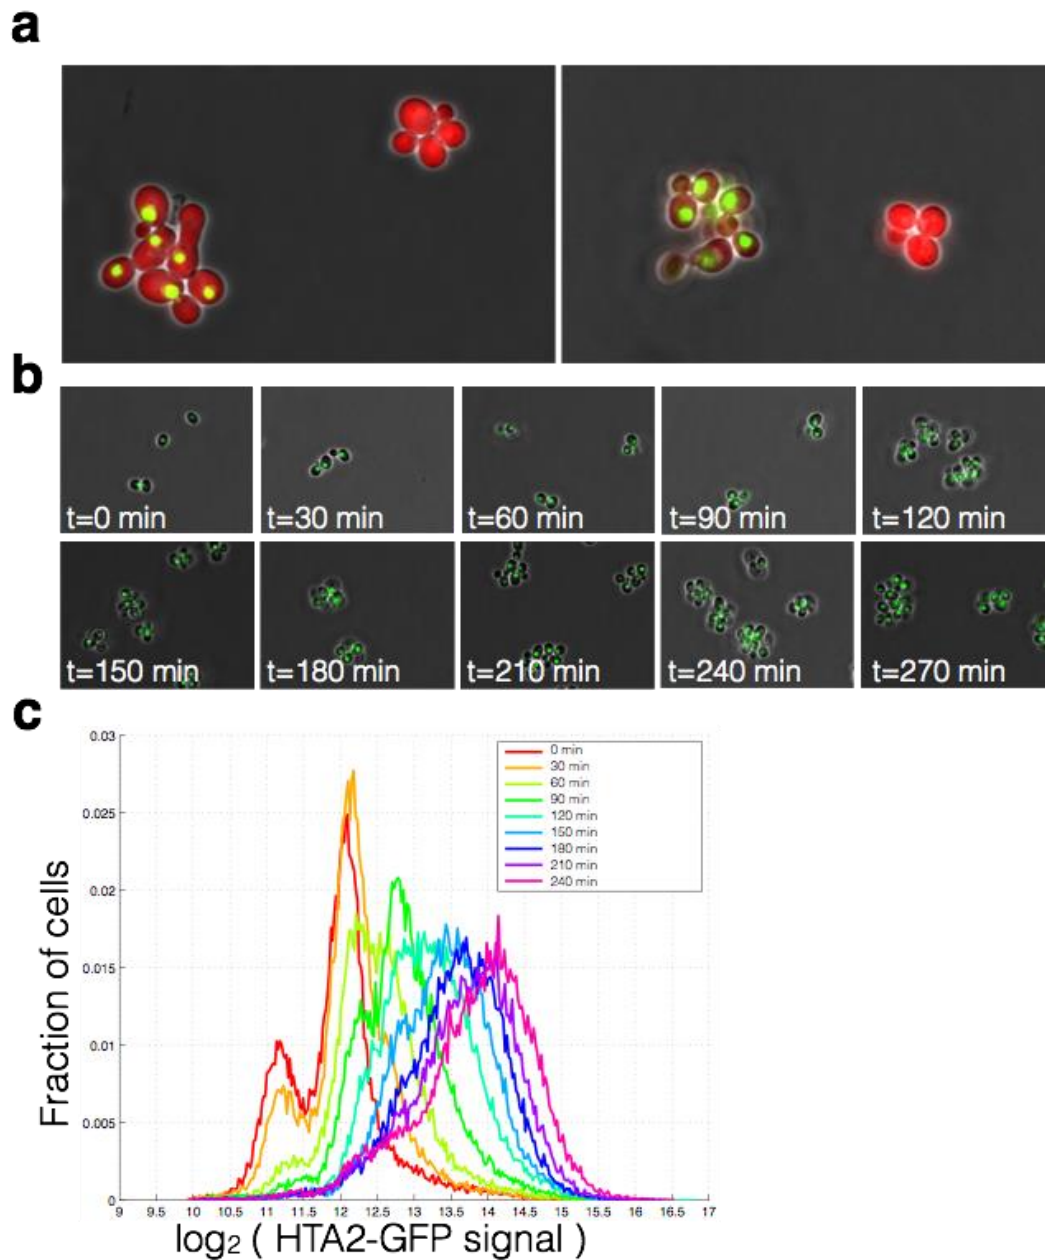 a
b
t=0 min
t=30 min
t=60 min
t=90 min
t=120 min
t=150 min
t=180 min
t=210 min
t=240 min
t=270 min
c
0.03
0.025
0.02
0.015
0.01
0.005
0
Fraction of cells
0 min
30 min
60 min
90 min
120 min
150 min
180 min
210 min
240 min
9 9.5 10 10.5 11 11.5 12 12.5 13 13.5 14 14.5 15 15.5 16 16.5 17
log₂ ( HTA2-GFP signal )